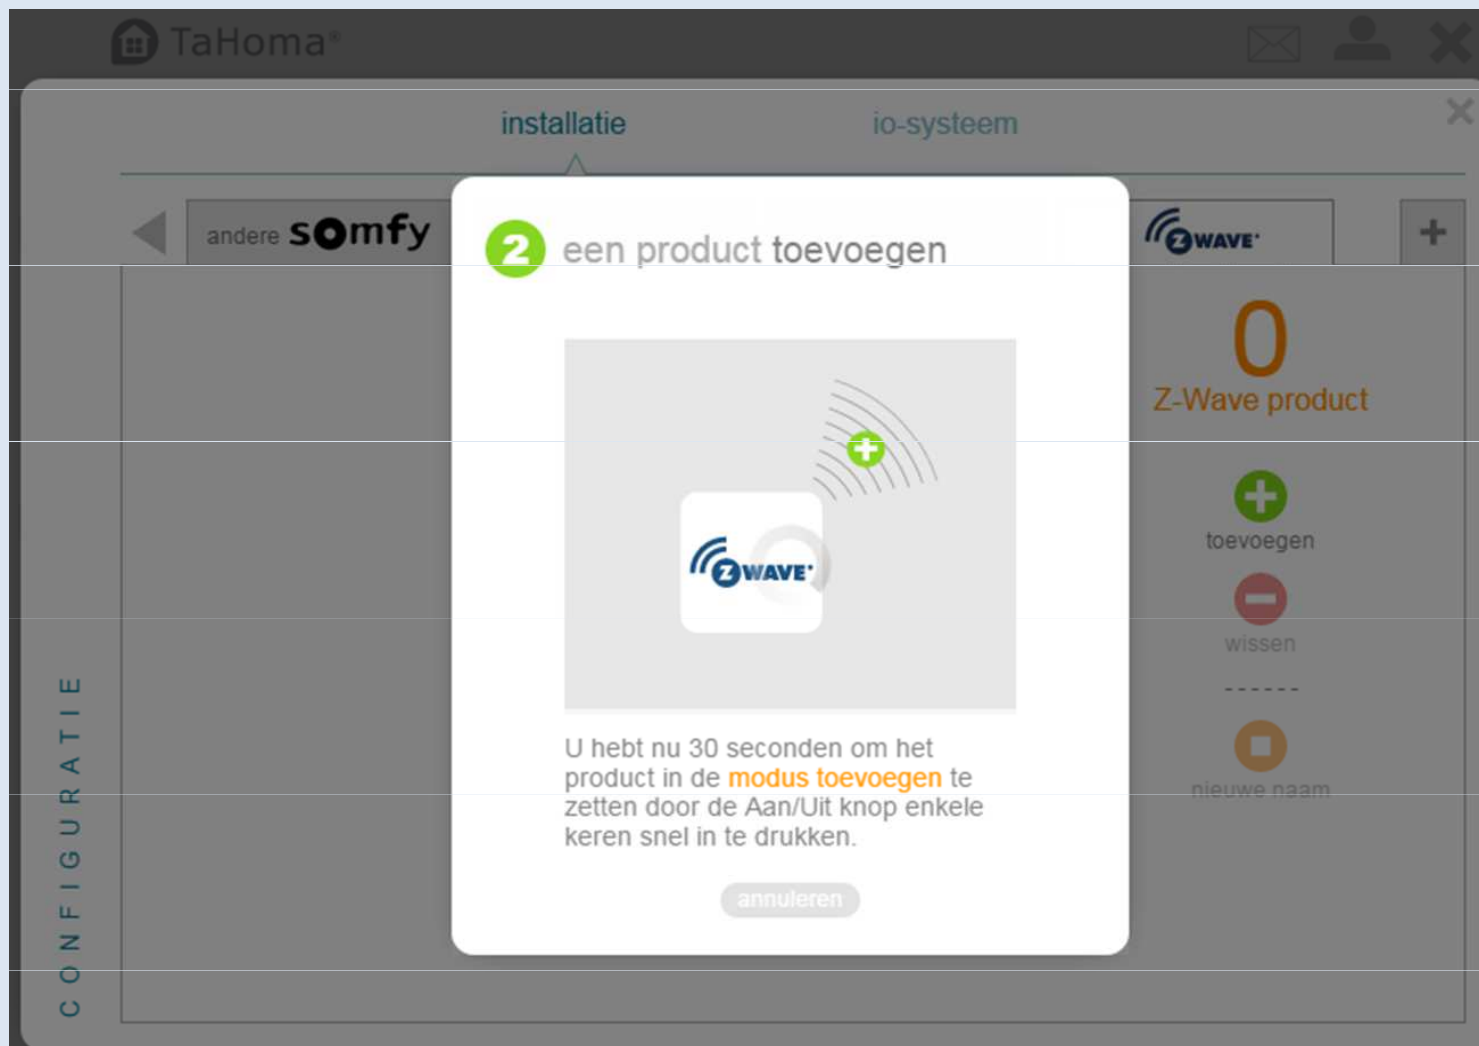 TaHoma®
installatie
io-systeem
andere somfy
Z WAVE
2 een product toevoegen
0
Z-Wave product
Z WAVE
toevoegen
wissen
nieuwe naam
U hebt nu 30 seconden om het
product in de modus toevoegen te
zetten door de Aan/Uit knop enkele
keren snel in te drukken.
annuleren
CONFIGURATIE